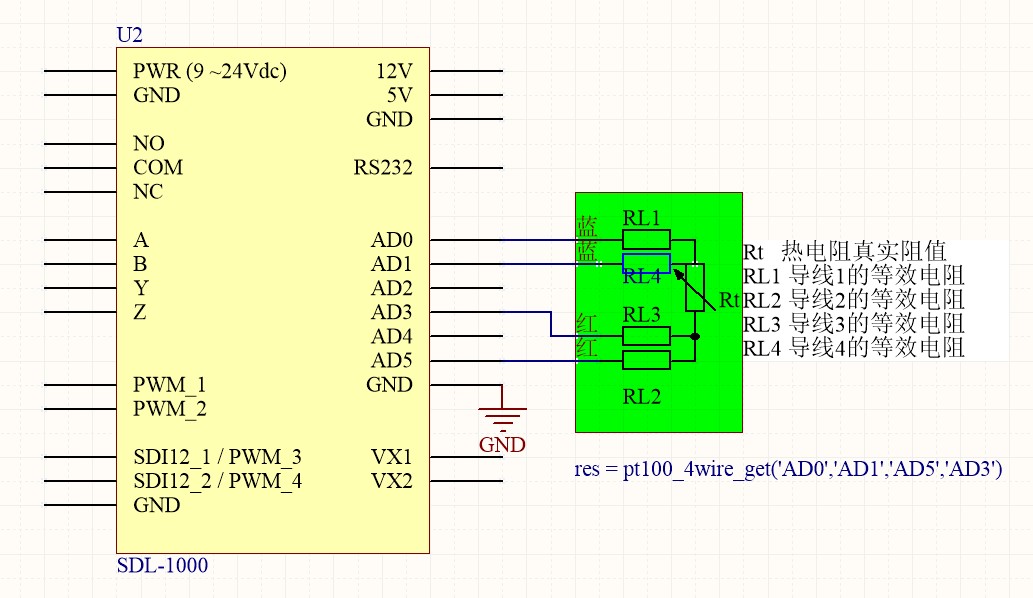 U2
PWR (9 ~24Vdc) 12V
GND 5V
GND
NO
COM RS232
NC
A AD0
B AD1
Y AD2
Z AD3
AD4
AD5
PWM_1 GND
PWM_2
SDI12_1 / PWM_3 VX1
SDI12_2 / PWM_4 VX2
GND
SDL-1000
GND
蓝
蓝
红
红
RL1
RL4
RL3
RL2
Rt
Rt 热电阻真实阻值
RL1 导线1的等效电阻
RL2 导线2的等效电阻
RL3 导线3的等效电阻
RL4 导线4的等效电阻
res = pt100_4wire_get('AD0','AD1','AD5','AD3')